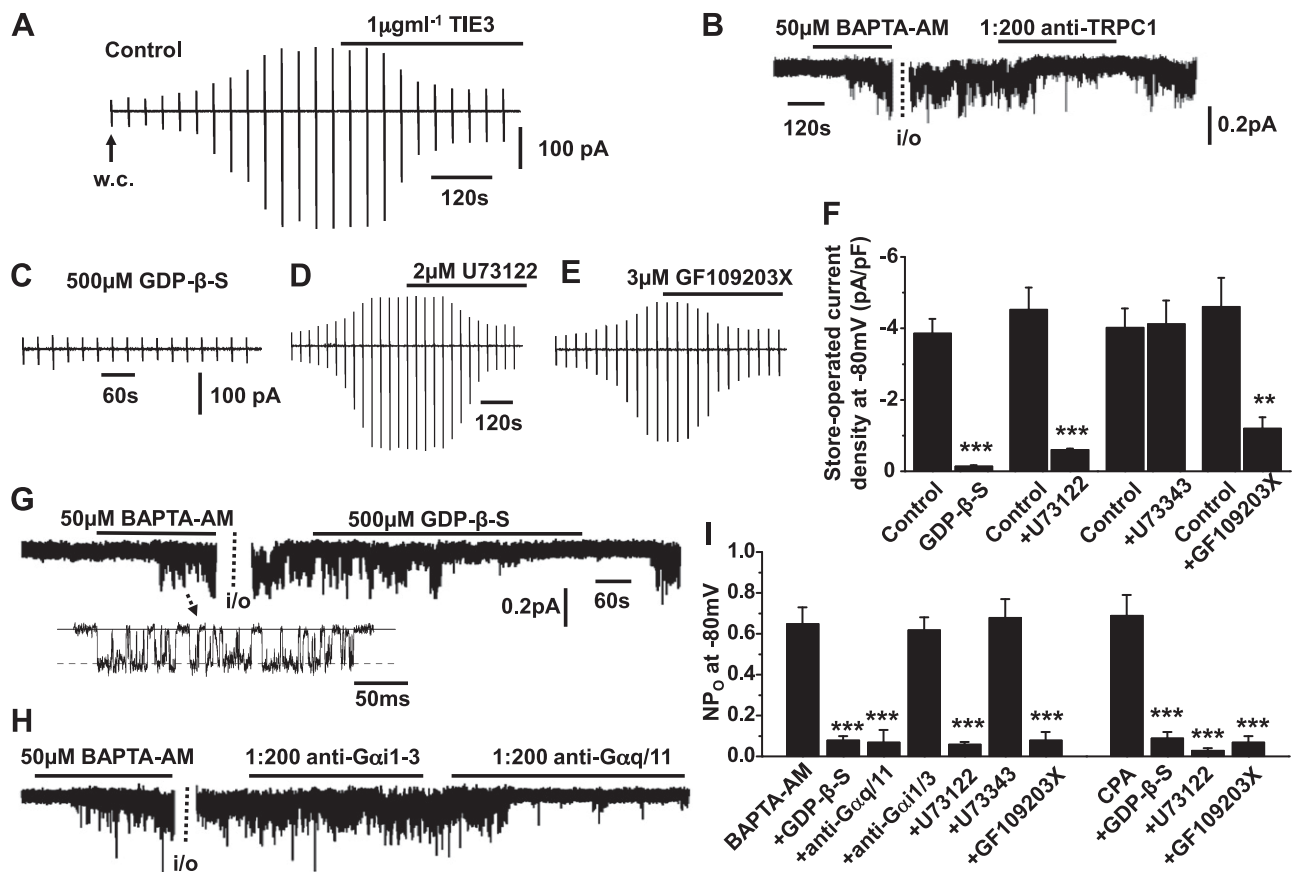 A
Control
1μgml⁻¹ TIE3
w.c.
100 pA
120s
B
50μM BAPTA-AM
1:200 anti-TRPC1
120s
i/o
0.2pA
C
500μM GDP-β-S
60s
100 pA
D
2μM U73122
120s
E
3μM GF109203X
F
Store-operated current
density at -80mV (pA/pF)
-6
-4
-2
0
***
***
**
Control
GDP-β-S
Control
+U73122
Control
+U73343
Control
+GF109203X
G
50μM BAPTA-AM
500μM GDP-β-S
i/o
0.2pA
60s
50ms
H
50μM BAPTA-AM
1:200 anti-Gαi1-3
1:200 anti-Gαq/11
i/o
I
NPO at -80mV
1.0
0.8
0.6
0.4
0.2
0.0
***
***
***
***
***
***
***
BAPTA-AM
+GDP-β-S
+anti-Gαq/11
+anti-Gαi1/3
+U73122
+U73343
+GF109203X
CPA
+GDP-β-S
+U73122
+GF109203X